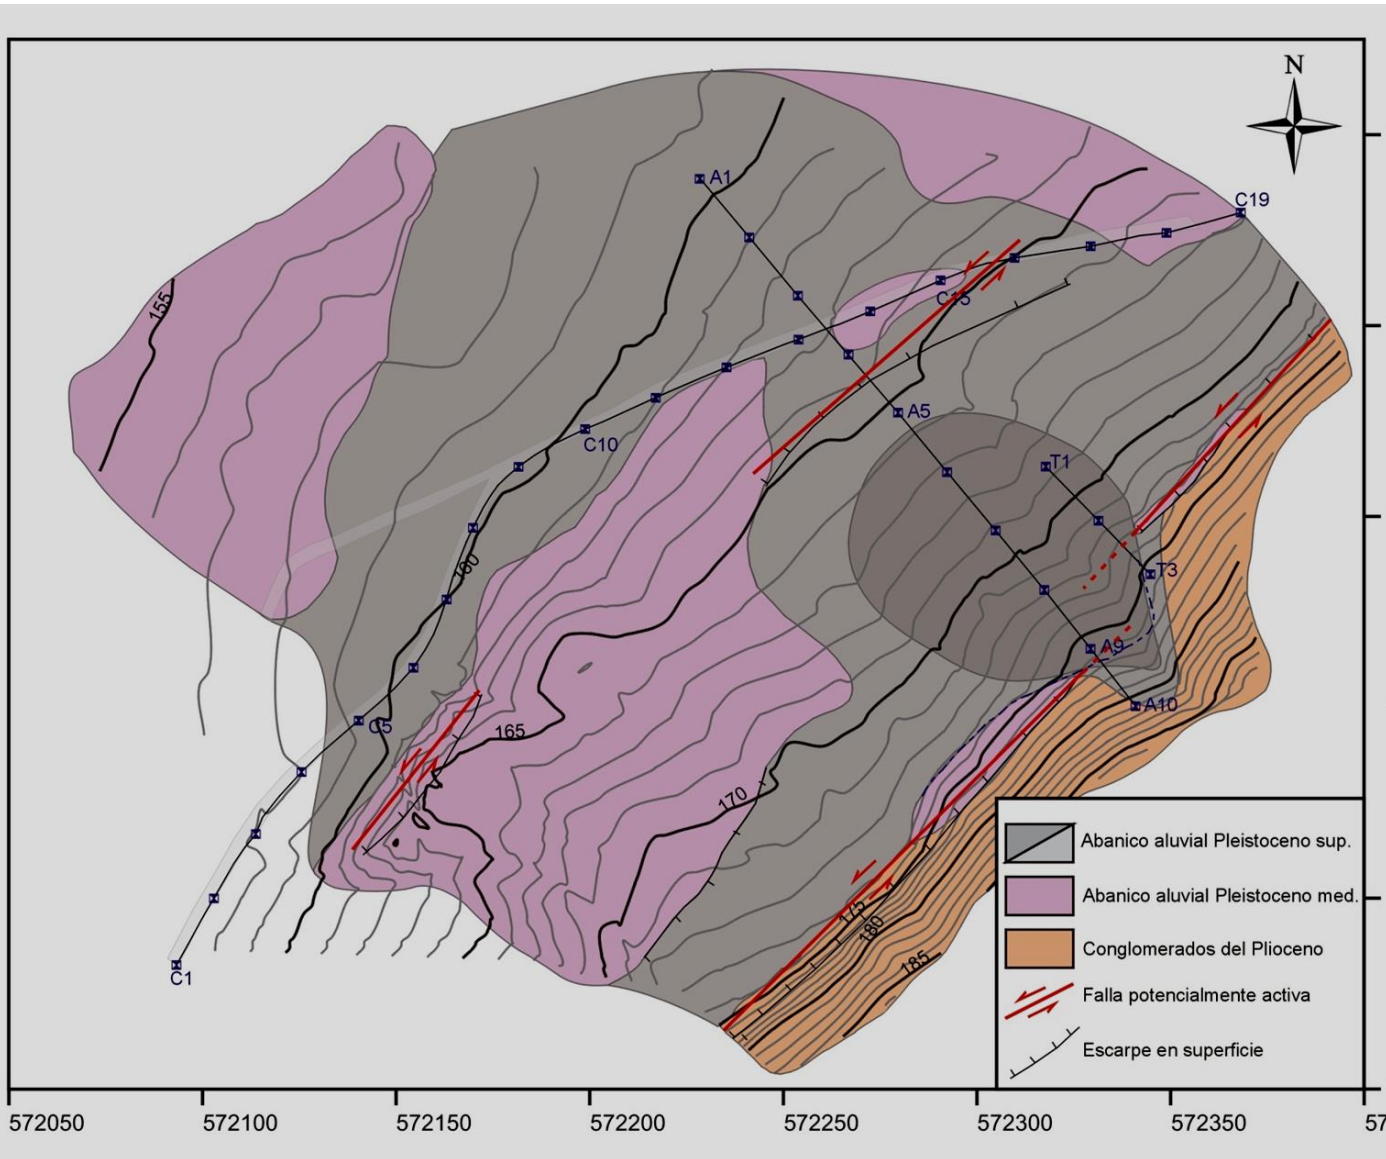 N
C19
A1
155
C15
A5
C10
T1
160
T3
A9
A10
C5
165
170
175
180
185
C1
Abanico aluvial Pleistoceno sup.
Abanico aluvial Pleistoceno med.
Conglomerados del Plioceno
Falla potencialmente activa
Escarpe en superficie
572050 572100 572150 572200 572250 572300 572350 57